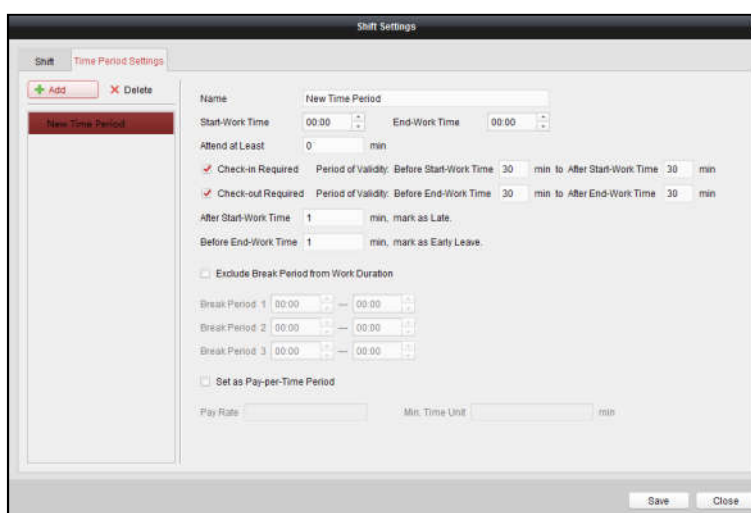 Shift Settings
Shift Time Period Settings
Add Delete
New Time Period
Name New Time Period
Start-Work Time 00:00 End-Work Time 00:00
Attend at Least 0 min
Check-in Required Period of Validity: Before Start-Work Time 30 min to After Start-Work Time 30 min
Check-out Required Period of Validity: Before End-Work Time 30 min to After End-Work Time 30 min
After Start-Work Time 1 min, mark as Late.
Before End-Work Time 1 min, mark as Early Leave.
Exclude Break Period from Work Duration
Break Period 1 00:00 — 00:00
Break Period 2 00:00 — 00:00
Break Period 3 00:00 — 00:00
Set as Pay-per-Time Period
Pay Rate Min. Time Unit min
Save Close